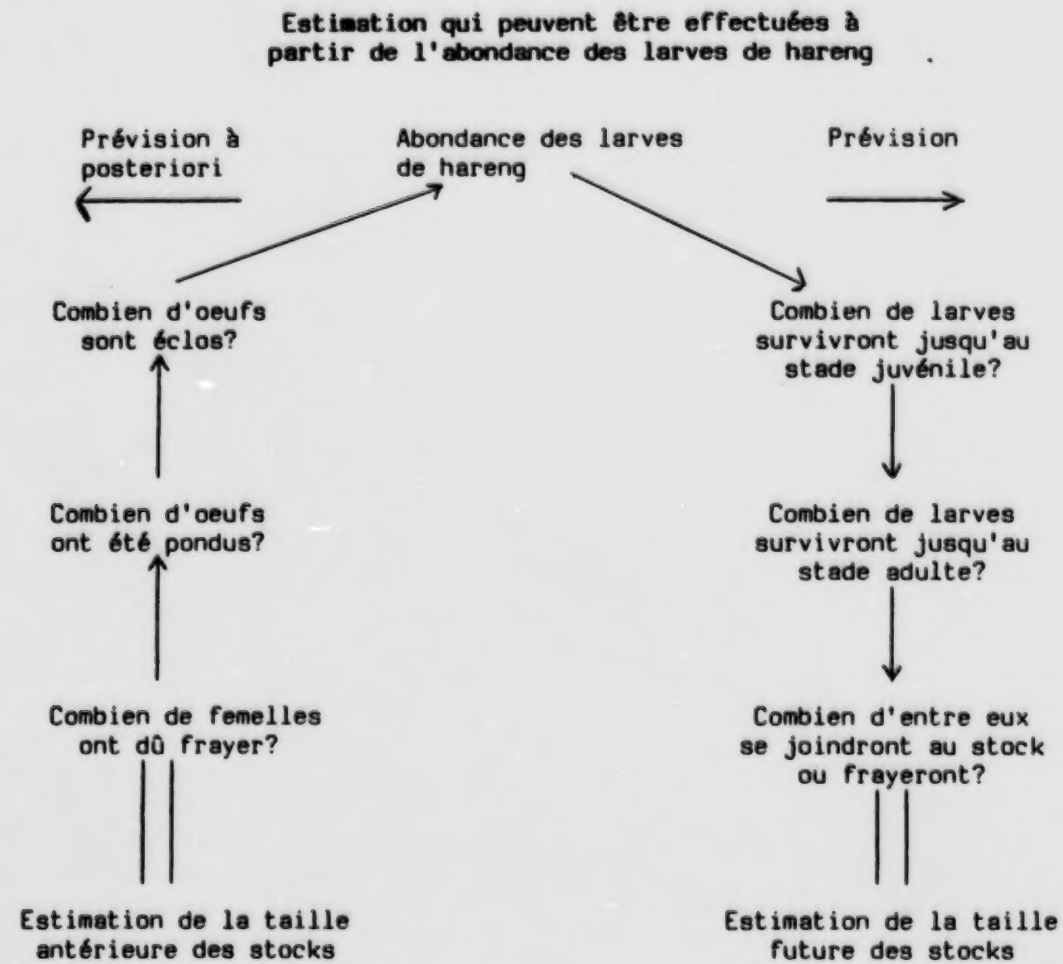 Estimation qui peuvent être effectuées à
partir de l'abondance des larves de hareng
Prévision à
posteriori
Abondance des larves
de hareng
Prévision
Combien d'oeufs
sont éclos?
Combien d'oeufs
ont été pondus?
Combien de femelles
ont dû frayer?
Estimation de la taille
antérieure des stocks
Combien de larves
survivront jusqu'au
stade juvénile?
Combien de larves
survivront jusqu'au
stade adulte?
Combien d'entre eux
se joindront au stock
ou frayeront?
Estimation de la taille
future des stocks